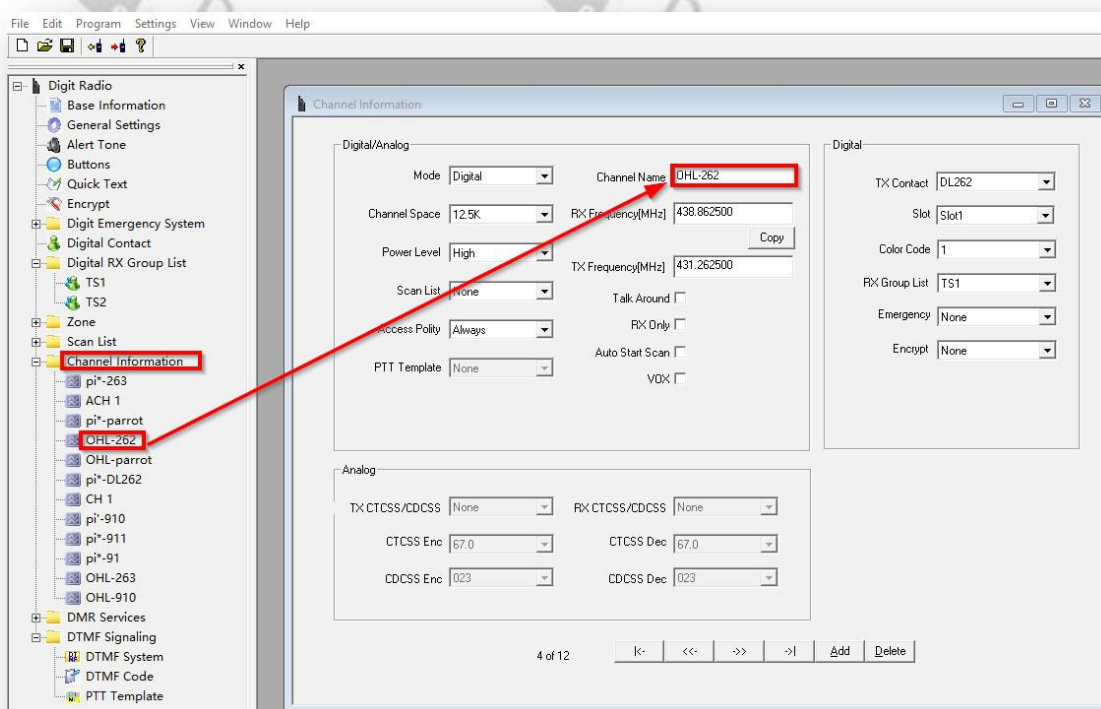 File Edit Program Settings View Window Help
Digit Radio
Base Information
General Settings
Alert Tone
Buttons
Quick Text
Encrypt
Digit Emergency System
Digital Contact
Digital RX Group List
TS1
TS2
Zone
Scan List
Channel Information
pi*-263
ACH 1
pi*-parrot
OHL-262
OHL-parrot
pi*-DL262
CH 1
pi'-910
pi*-911
pi*-91
OHL-263
OHL-910
DMR Services
DTMF Signaling
DTMF System
DTMF Code
PTT Template
Channel Information
Digital/Analog
Mode Digital
Channel Space 12.5K
Power Level High
Scan List None
Access Polity Always
PTT Template None
Channel Name OHL-262
RX Frequency[MHz] 438.862500
Copy
TX Frequency[MHz] 431.262500
Talk Around
RX Only
Auto Start Scan
VOX
Digital
TX Contact DL262
Slot Slot1
Color Code 1
RX Group List TS1
Emergency None
Encrypt None
Analog
TX CTCSS/CDCSS None RX CTCSS/CDCSS None
CTCSS Enc 67.0 CTCSS Dec 67.0
CDCSS Enc 023 CDCSS Dec 023
4 of 12 |<- <<- ->> ->| Add Delete